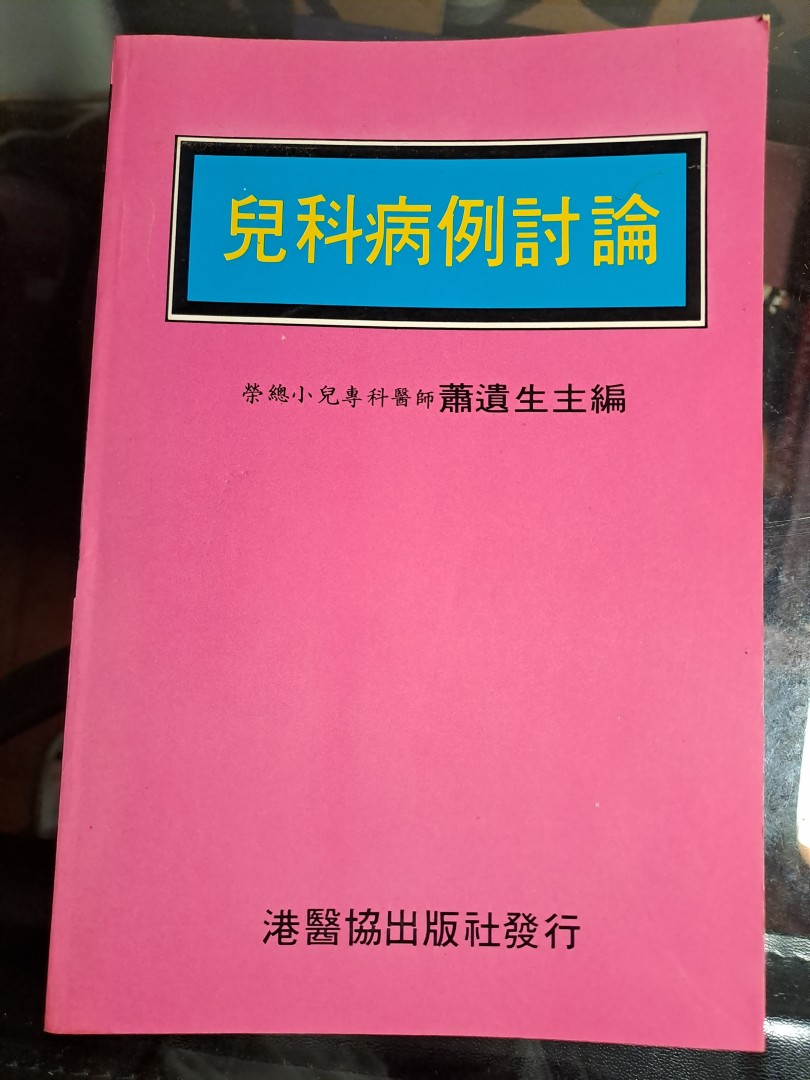 兒科病例討論
榮總小兒專科醫師蕭遺生主編
港醫協出版社發行